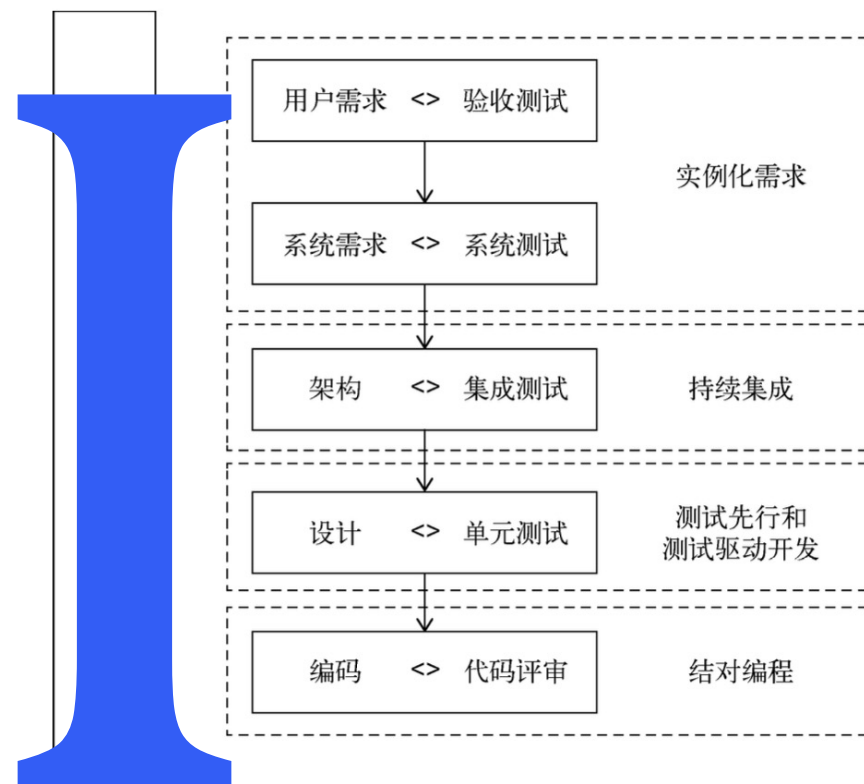 I
用户需求 <> 验收测试
实例化需求
系统需求 <> 系统测试
架构 <> 集成测试
持续集成
设计 <> 单元测试
测试先行和
测试驱动开发
编码 <> 代码评审
结对编程